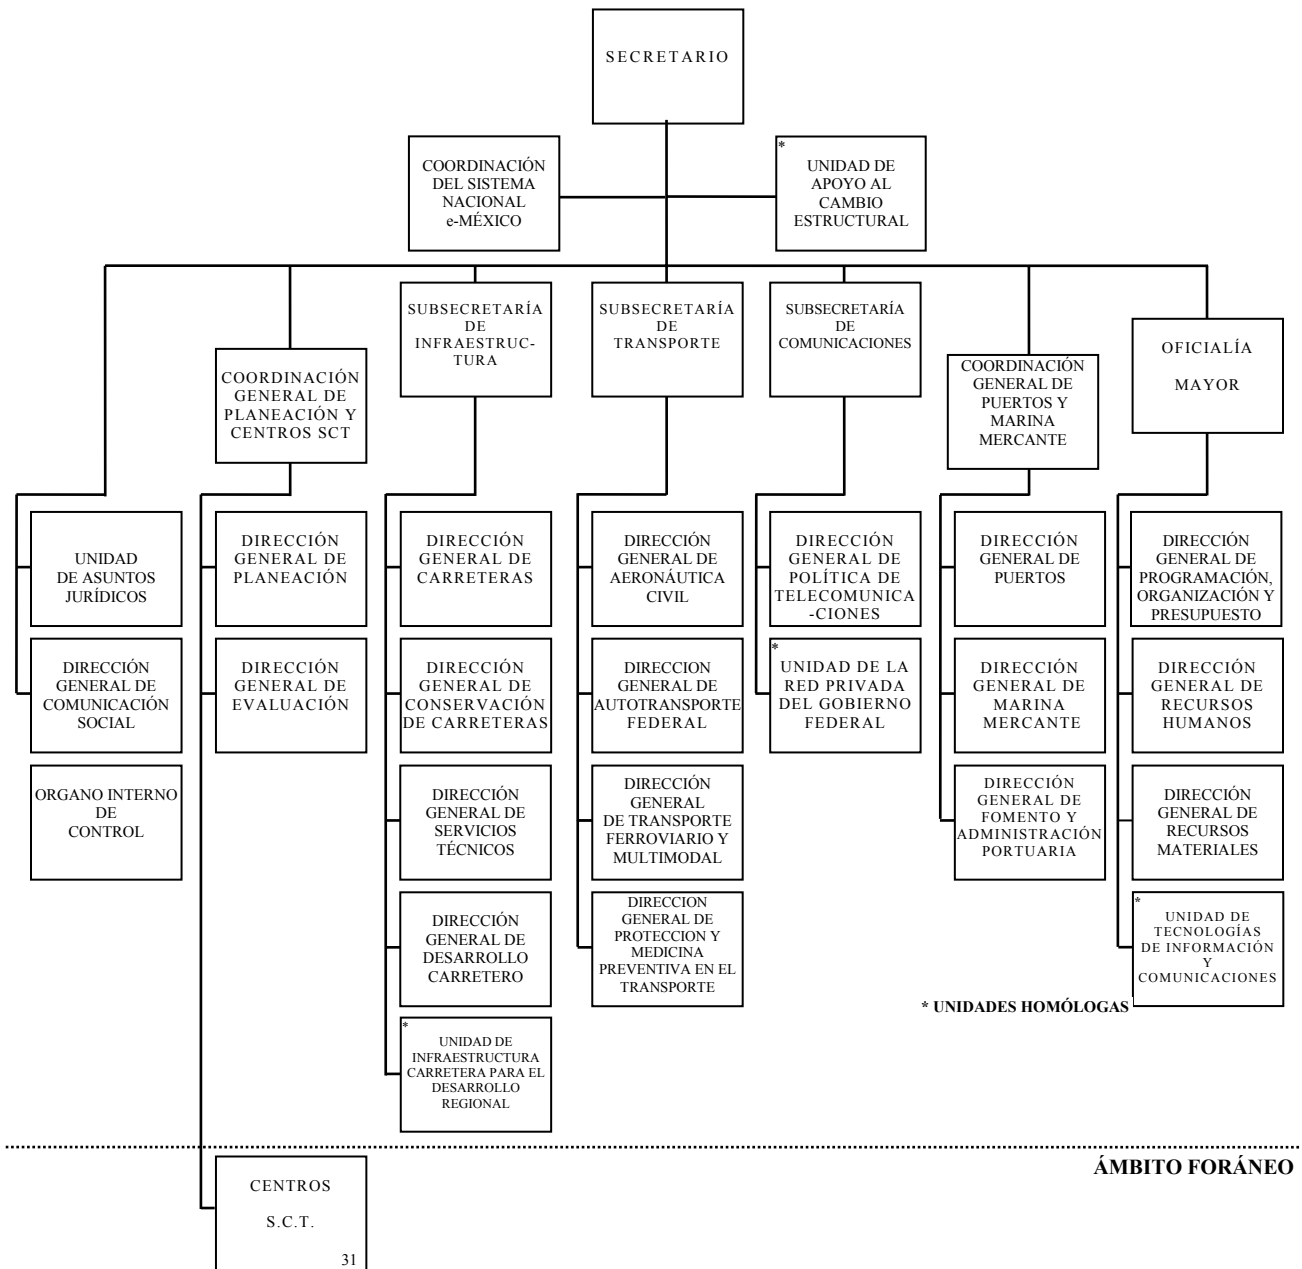 SECRETARIO
COORDINACIÓN
DEL SISTEMA
NACIONAL
e-MÉXICO
*
UNIDAD DE
APOYO AL
CAMBIO
ESTRUCTURAL
SUBSECRETARÍA
DE
INFRAESTRUC-
TURA
SUBSECRETARÍA
DE
TRANSPORTE
SUBSECRETARÍA
DE
COMUNICACIONES
OFICIALÍA
MAYOR
COORDINACIÓN
GENERAL DE
PLANEACIÓN Y
CENTROS SCT
COORDINACIÓN
GENERAL DE
PUERTOS Y
MARINA
MERCANTE
UNIDAD
DE ASUNTOS
JURÍDICOS
DIRECCIÓN
GENERAL DE
PLANEACIÓN
DIRECCIÓN
GENERAL DE
CARRETERAS
DIRECCIÓN
GENERAL DE
AERONÁUTICA
CIVIL
DIRECCIÓN
GENERAL DE
POLÍTICA DE
TELECOMUNICA
-CIONES
DIRECCIÓN
GENERAL DE
PUERTOS
DIRECCIÓN
GENERAL DE
PROGRAMACIÓN,
ORGANIZACIÓN Y
PRESUPUESTO
DIRECCIÓN
GENERAL DE
COMUNICACIÓN
SOCIAL
DIRECCIÓN
GENERAL DE
EVALUACIÓN
DIRECCIÓN
GENERAL DE
CONSERVACIÓN
DE CARRETERAS
DIRECCION
GENERAL DE
AUTOTRANSPORTE
FEDERAL
*
UNIDAD DE LA
RED PRIVADA
DEL GOBIERNO
FEDERAL
DIRECCIÓN
GENERAL DE
MARINA
MERCANTE
DIRECCIÓN
GENERAL DE
RECURSOS
HUMANOS
ORGANO INTERNO
DE
CONTROL
DIRECCIÓN
GENERAL DE
SERVICIOS
TÉCNICOS
DIRECCIÓN
GENERAL
DE TRANSPORTE
FERROVIARIO Y
MULTIMODAL
DIRECCIÓN
GENERAL DE
FOMENTO Y
ADMINISTRACIÓN
PORTUARIA
DIRECCIÓN
GENERAL DE
RECURSOS
MATERIALES
DIRECCIÓN
GENERAL DE
DESARROLLO
CARRETERO
DIRECCION
GENERAL DE
PROTECCION Y
MEDICINA
PREVENTIVA EN EL
TRANSPORTE
*
UNIDAD DE
TECNOLOGÍAS
DE INFORMACIÓN
Y
COMUNICACIONES
* UNIDADES HOMÓLOGAS
*
UNIDAD DE
INFRAESTRUCTURA
CARRETERA PARA EL
DESARROLLO
REGIONAL
ÁMBITO FORÁNEO
CENTROS
S.C.T.
31